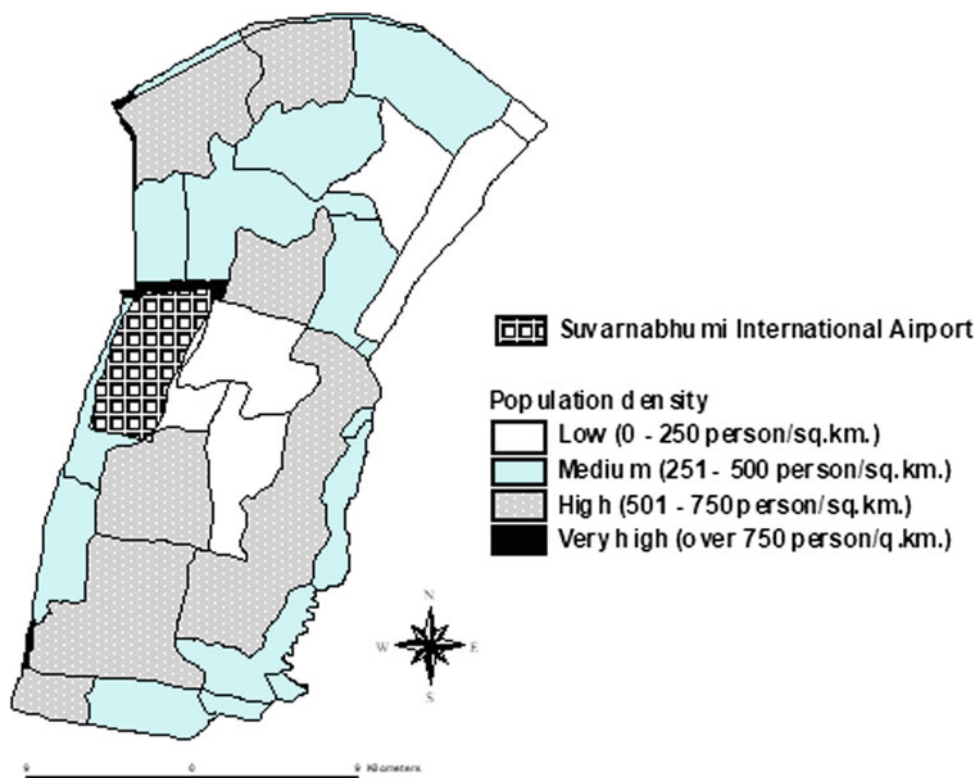 Suvarnabhumi International Airport
Population density
Low (0 - 250 person/sq.km.)
Medium (251 - 500 person/sq.km.)
High (501 - 750 person/sq.km.)
Very high (over 750 person/q.km.)
N
W E
S
9 0 9 Kilometers